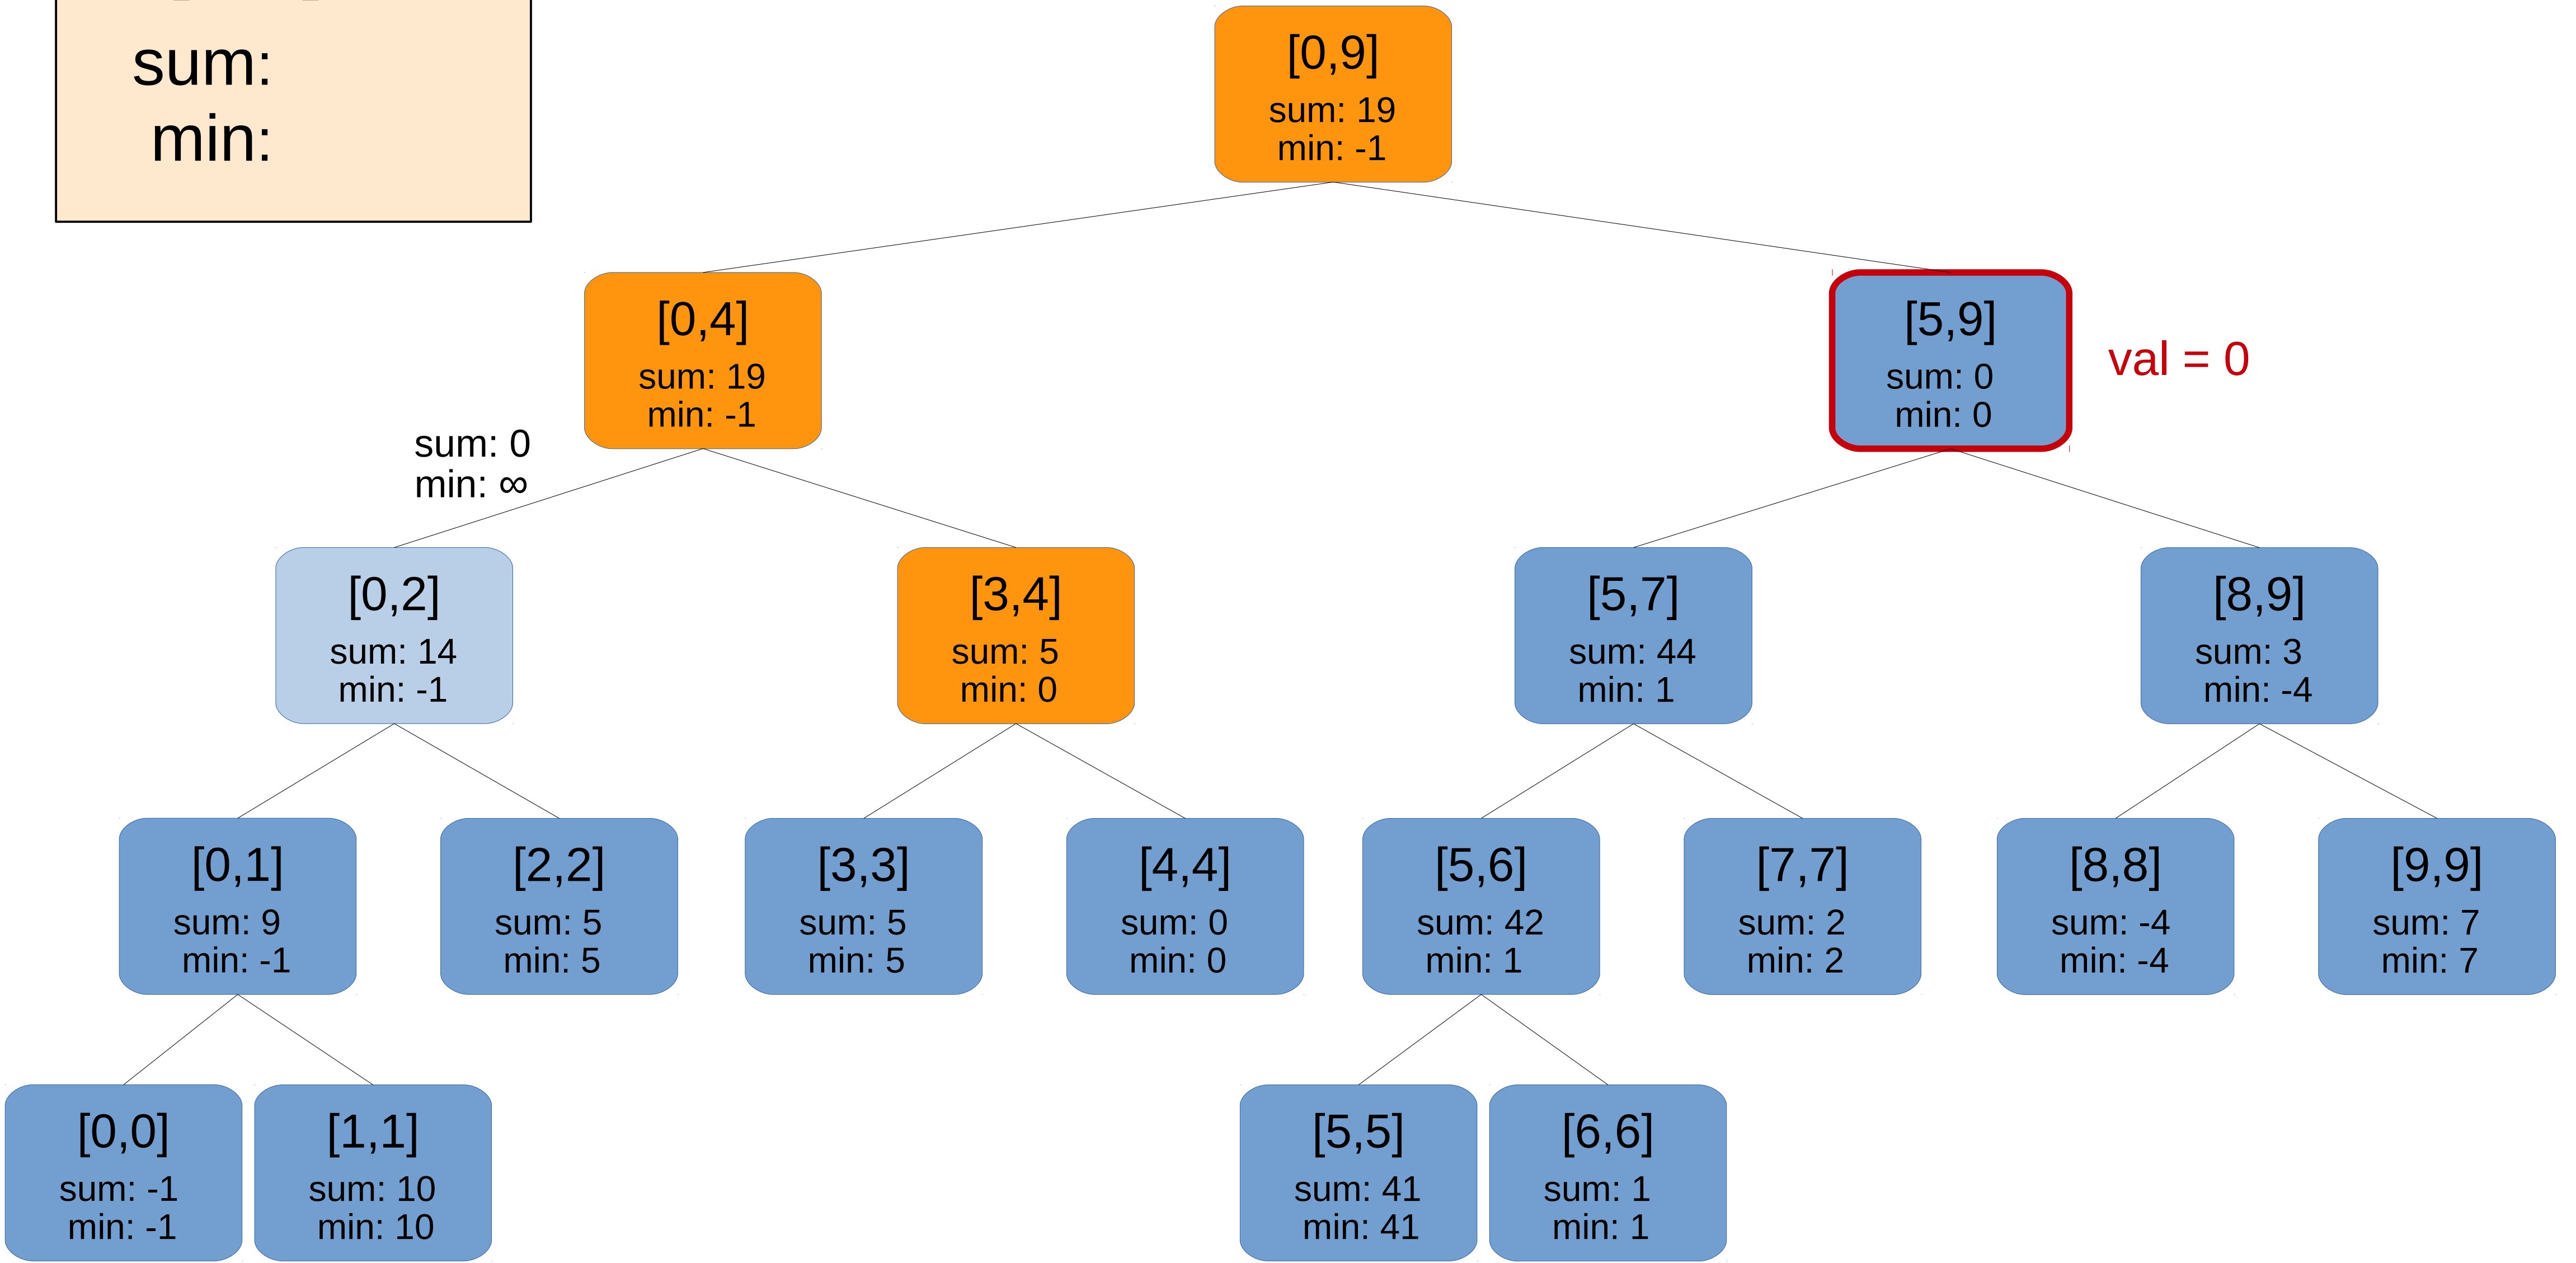 sum:
min:
[0,9]
sum: 19
min: -1
[0,4]
sum: 19
min: -1
[5,9]
sum: 0
min: 0
val = 0
sum: 0
min: ∞
[0,2]
sum: 14
min: -1
[3,4]
sum: 5
min: 0
[5,7]
sum: 44
min: 1
[8,9]
sum: 3
min: -4
[0,1]
sum: 9
min: -1
[2,2]
sum: 5
min: 5
[3,3]
sum: 5
min: 5
[4,4]
sum: 0
min: 0
[5,6]
sum: 42
min: 1
[7,7]
sum: 2
min: 2
[8,8]
sum: -4
min: -4
[9,9]
sum: 7
min: 7
[0,0]
sum: -1
min: -1
[1,1]
sum: 10
min: 10
[5,5]
sum: 41
min: 41
[6,6]
sum: 1
min: 1